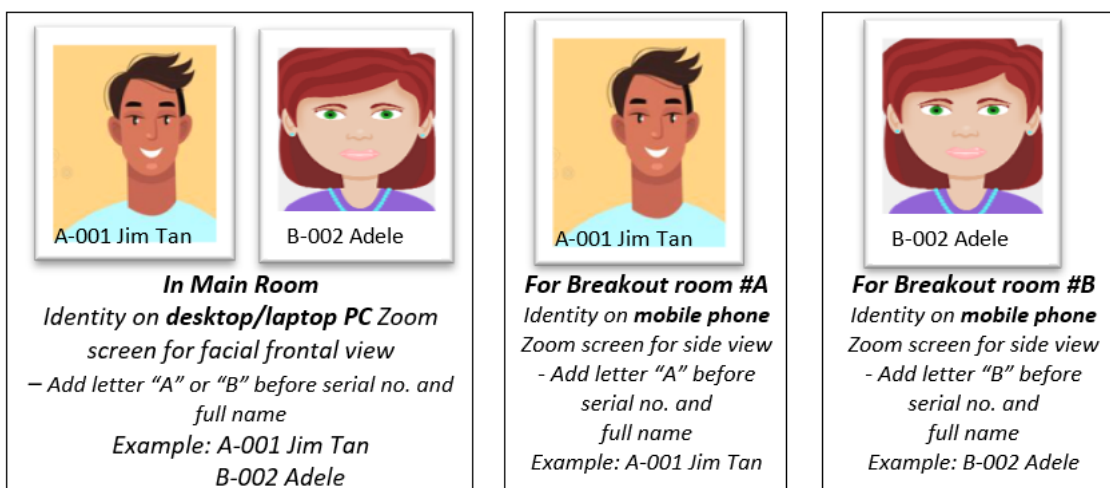 A-001 Jim Tan
B-002 Adele
In Main Room
Identity on desktop/laptop PC Zoom
screen for facial frontal view
– Add letter “A” or “B” before serial no. and
full name
Example: A-001 Jim Tan
B-002 Adele
A-001 Jim Tan
For Breakout room #A
Identity on mobile phone
Zoom screen for side view
- Add letter “A” before
serial no. and
full name
Example: A-001 Jim Tan
B-002 Adele
For Breakout room #B
Identity on mobile phone
Zoom screen for side view
- Add letter “B” before
serial no. and
full name
Example: B-002 Adele